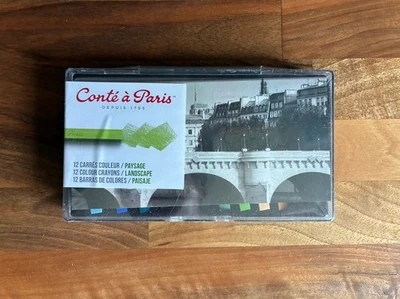 Conté à Paris
DEPUIS 1795
12 CARRÉS COULEUR / PAYSAGE
12 COLOUR CRAYONS / LANDSCAPE
12 BARRAS DE COLORES / PAISAJE